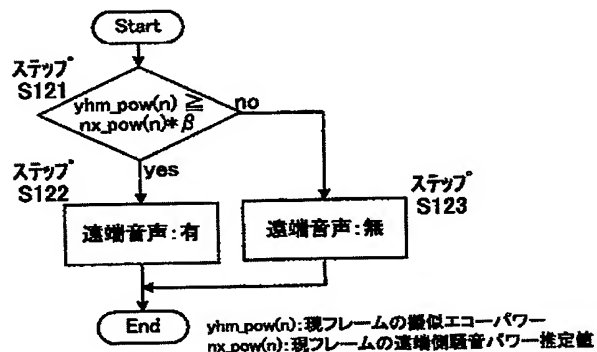 Start
ステップ
S121
yhm_pow(n) ≧
nx_pow(n)* β
no
yes
ステップ
S122
遠端音声:有
ステップ
S123
遠端音声:無
End
yhm_pow(n):現フレームの擬似エコーパワー
nx_pow(n):現フレームの遠端側騒音パワー推定値